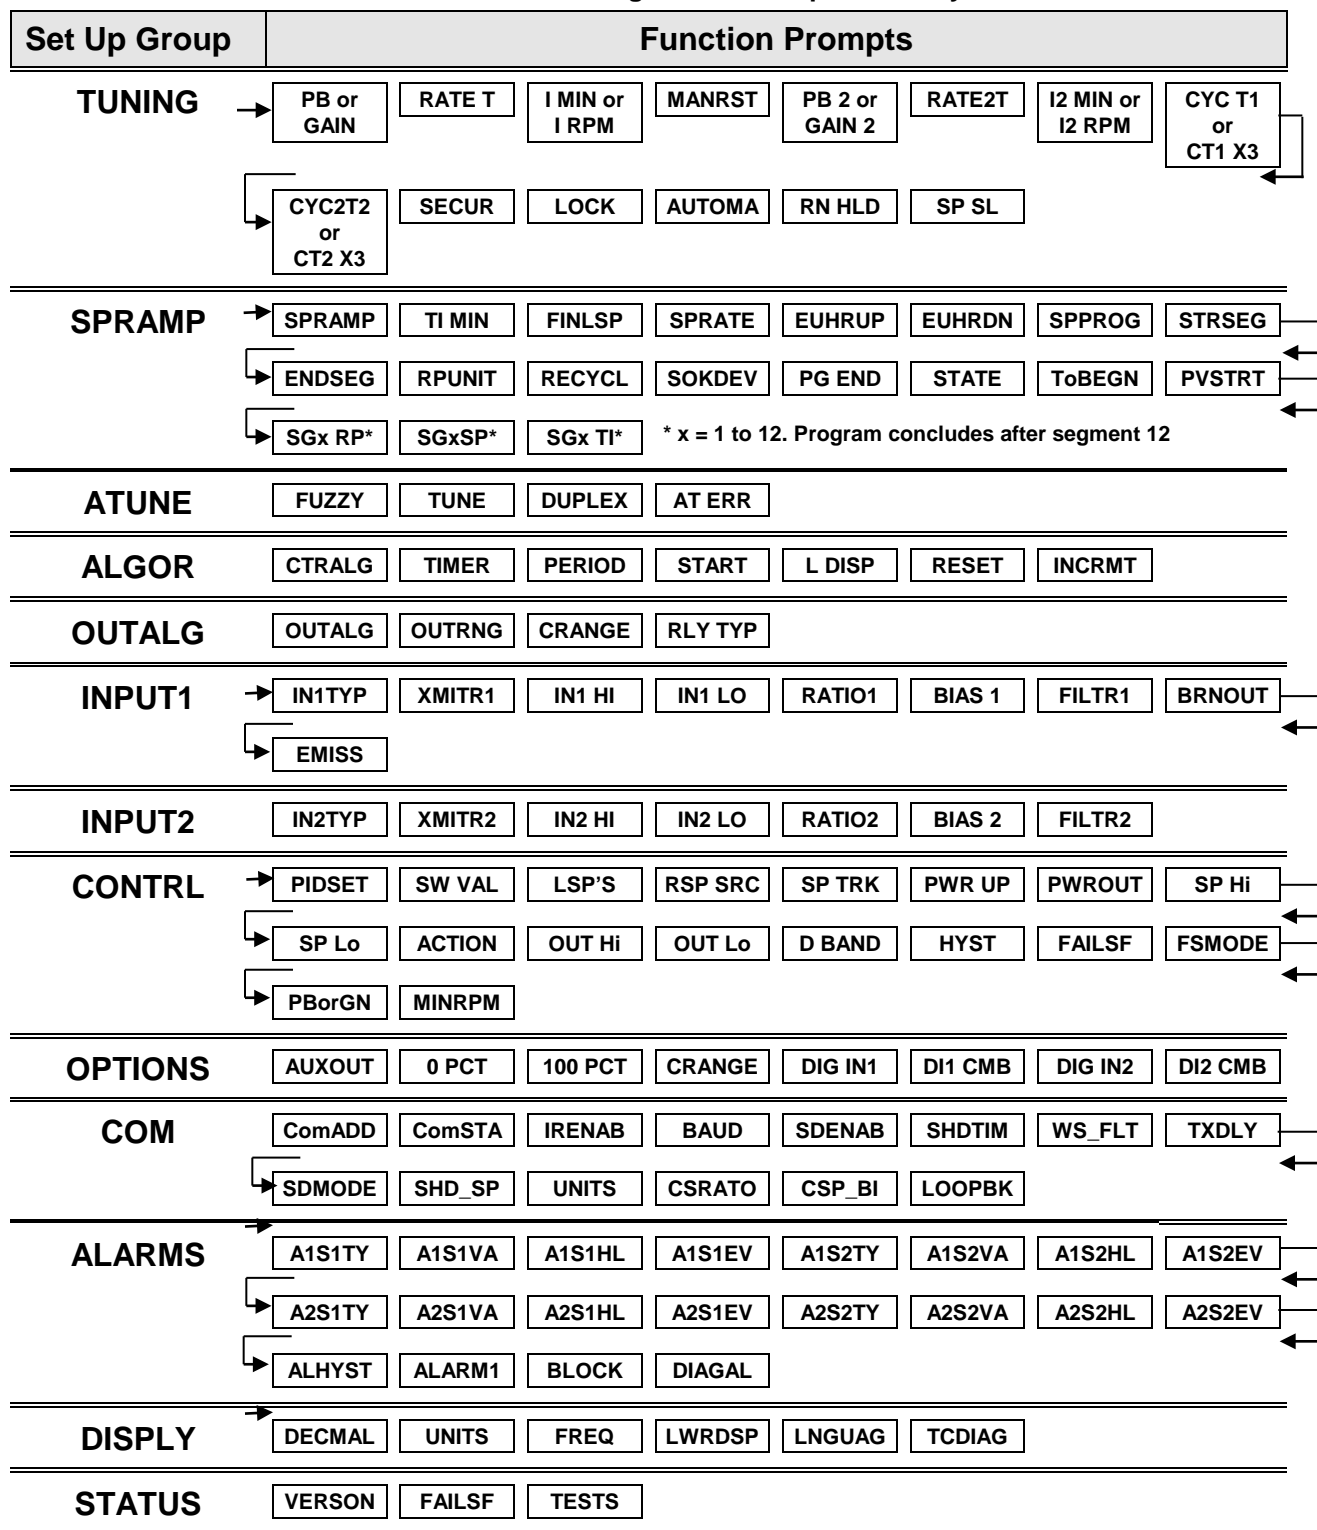 Set Up Group Function Prompts
TUNING PB or GAIN RATE T I MIN or I RPM MANRST PB 2 or GAIN 2 RATE2T I2 MIN or I2 RPM CYC T1 or CT1 X3
CYC2T2 or CT2 X3 SECUR LOCK AUTOMA RN HLD SP SL
SPRAMP SPRAMP TI MIN FINLSP SPRATE EUHRUP EUHRDN SPPROG STRSEG
ENDSEG RPUNIT RECYCL SOKDEV PG END STATE ToBEGN PVSTRT
SGx RP* SGxSP* SGx TI* * x = 1 to 12. Program concludes after segment 12
ATUNE FUZZY TUNE DUPLEX AT ERR
ALGOR CTRALG TIMER PERIOD START L DISP RESET INCRMT
OUTALG OUTALG OUTRNG CRANGE RLY TYP
INPUT1 IN1TYP XMITR1 IN1 HI IN1 LO RATIO1 BIAS 1 FILTR1 BRNOUT
EMISS
INPUT2 IN2TYP XMITR2 IN2 HI IN2 LO RATIO2 BIAS 2 FILTR2
CONTRL PIDSET SW VAL LSP'S RSP SRC SP TRK PWR UP PWROUT SP Hi
SP Lo ACTION OUT Hi OUT Lo D BAND HYST FAILSF FSMODE
PBorGN MINRPM
OPTIONS AUXOUT 0 PCT 100 PCT CRANGE DIG IN1 DI1 CMB DIG IN2 DI2 CMB
COM ComADD ComSTA IRENAB BAUD SDENAB SHDTIM WS_FLT TXDLY
SDMODE SHD_SP UNITS CSRATO CSP_BI LOOPBK
ALARMS A1S1TY A1S1VA A1S1HL A1S1EV A1S2TY A1S2VA A1S2HL A1S2EV
A2S1TY A2S1VA A2S1HL A2S1EV A2S2TY A2S2VA A2S2HL A2S2EV
ALHYST ALARM1 BLOCK DIAGAL
DISPLY DECMAL UNITS FREQ LWRDSP LNGUAG TCDIAG
STATUS VERSON FAILSF TESTS